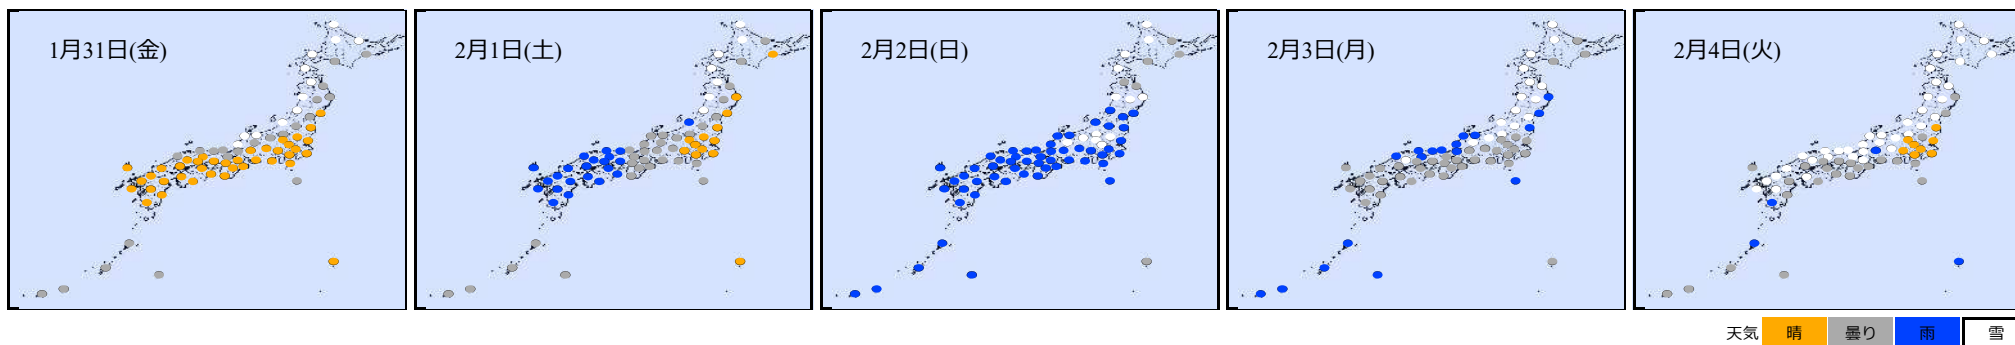 1月31日(金)
2月1日(土)
2月2日(日)
2月3日(月)
2月4日(火)
天気 晴 曇り 雨 雪